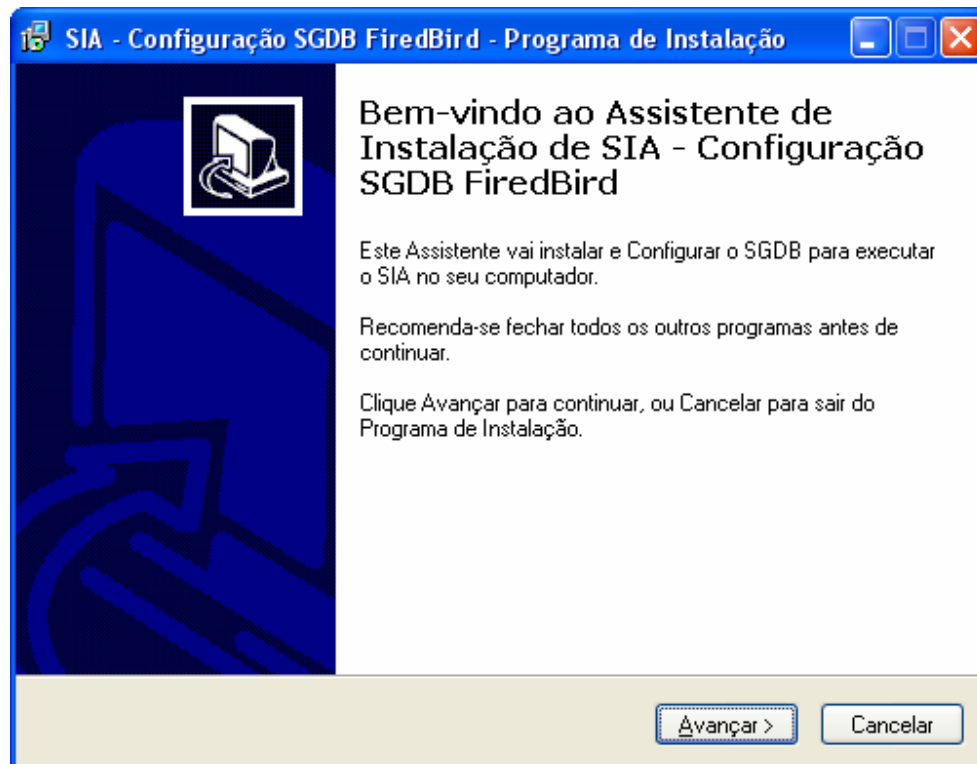 SIA - Configuração SGDB FiredBird - Programa de Instalação
Bem-vindo ao Assistente de
Instalação de SIA - Configuração
SGDB FiredBird
Este Assistente vai instalar e Configurar o SGDB para executar
o SIA no seu computador.
Recomenda-se fechar todos os outros programas antes de
continuar.
Clique Avançar para continuar, ou Cancelar para sair do
Programa de Instalação.
Avançar > Cancelar